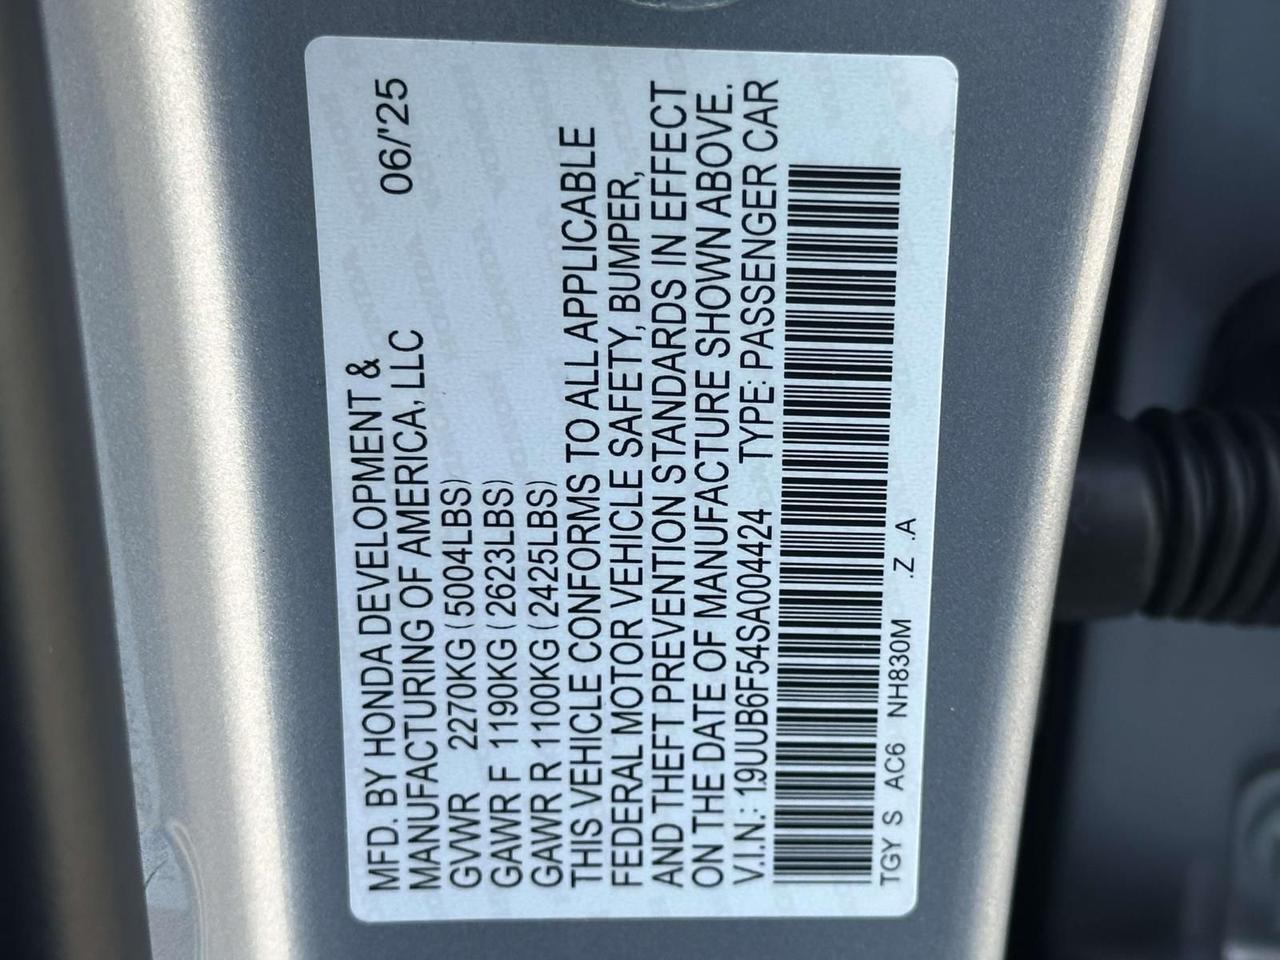 MFD. BY HONDA DEVELOPMENT &
MANUFACTURING OF AMERICA, LLC 06/'25
GVWR 2270KG (5004LBS)
GAWR F 1190KG (2623LBS)
GAWR R 1100KG (2425LBS)
THIS VEHICLE CONFORMS TO ALL APPLICABLE
FEDERAL MOTOR VEHICLE SAFETY, BUMPER,
AND THEFT PREVENTION STANDARDS IN EFFECT
ON THE DATE OF MANUFACTURE SHOWN ABOVE.
V.I.N.: 19UUB6F54SA004424 TYPE: PASSENGER CAR
TGY S AC6 NH830M .Z .A